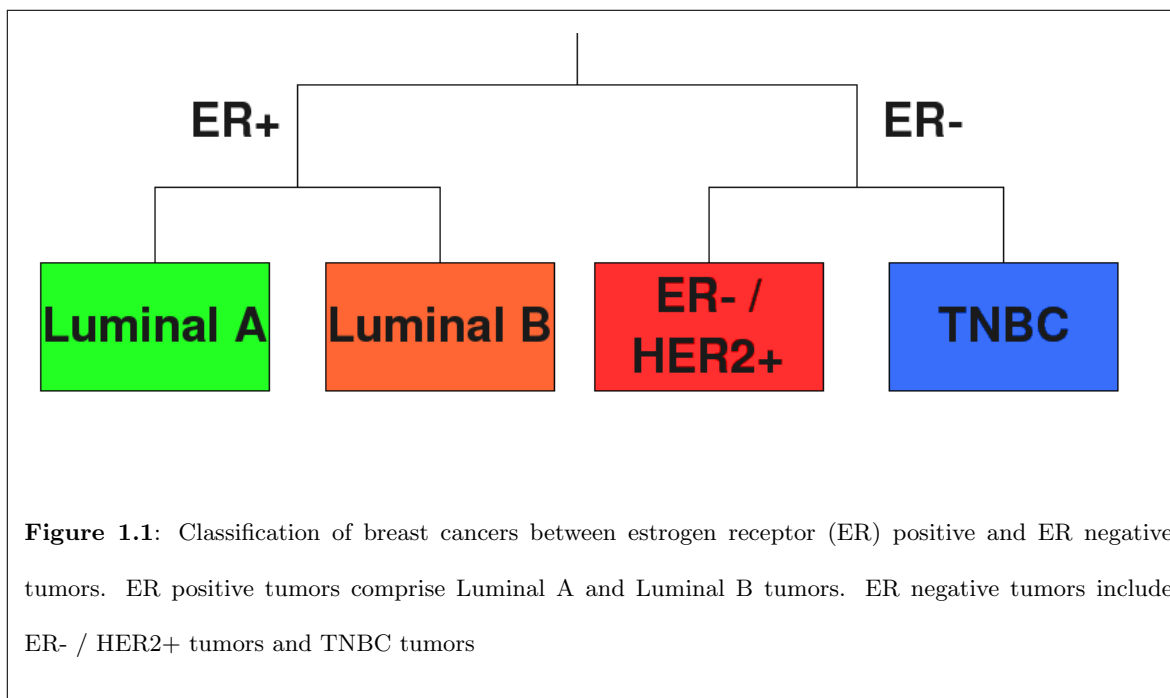 ER+
ER-
Luminal A
Luminal B
ER- /
HER2+
TNBC
Figure 1.1: Classification of breast cancers between estrogen receptor (ER) positive and ER negative
tumors. ER positive tumors comprise Luminal A and Luminal B tumors. ER negative tumors include
ER- / HER2+ tumors and TNBC tumors